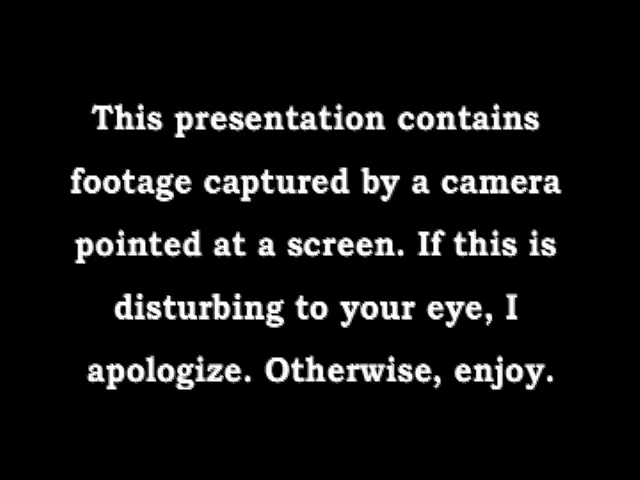 This presentation contains
footage captured by a camera
pointed at a screen. If this is
disturbing to your eye, I
apologize. Otherwise, enjoy.